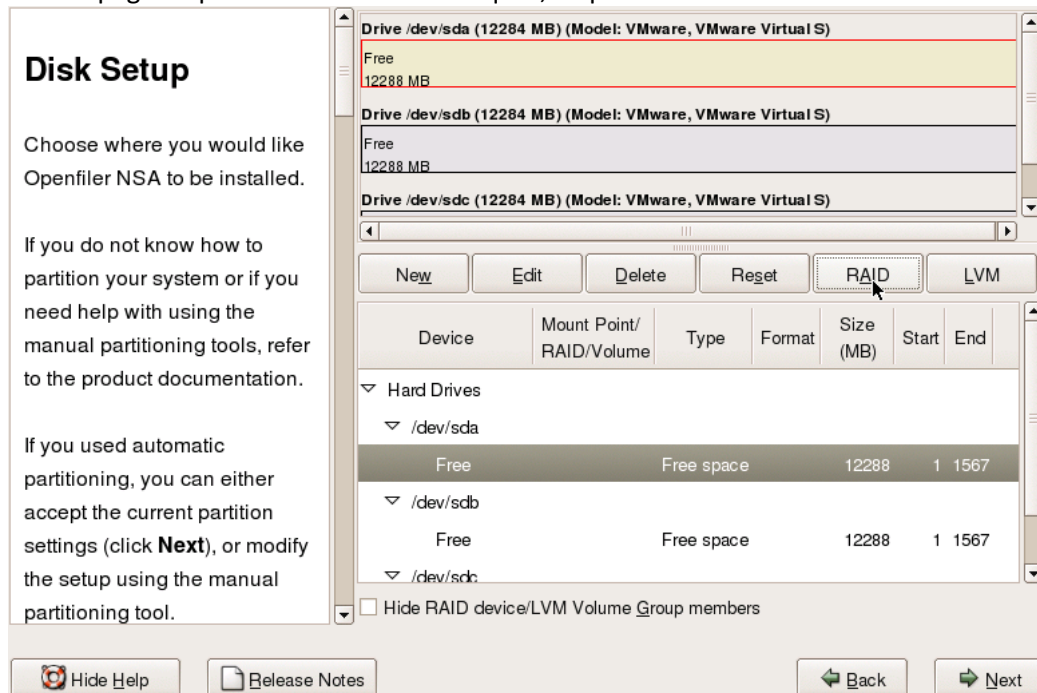 Disk Setup
Choose where you would like
Openfiler NSA to be installed.
If you do not know how to
partition your system or if you
need help with using the
manual partitioning tools, refer
to the product documentation.
If you used automatic
partitioning, you can either
accept the current partition
settings (click Next), or modify
the setup using the manual
partitioning tool.
Drive /dev/sda (12284 MB) (Model: VMware, VMware Virtual S)
Free
12288 MB
Drive /dev/sdb (12284 MB) (Model: VMware, VMware Virtual S)
Free
12288 MB
Drive /dev/sdc (12284 MB) (Model: VMware, VMware Virtual S)
New Edit Delete Reset RAID LVM
Device Mount Point/ RAID/Volume Type Format Size (MB) Start End
Hard Drives
/dev/sda
Free Free space 12288 1 1567
/dev/sdb
Free Free space 12288 1 1567
/dev/sdc
Hide RAID device/LVM Volume Group members
Hide Help Release Notes Back Next